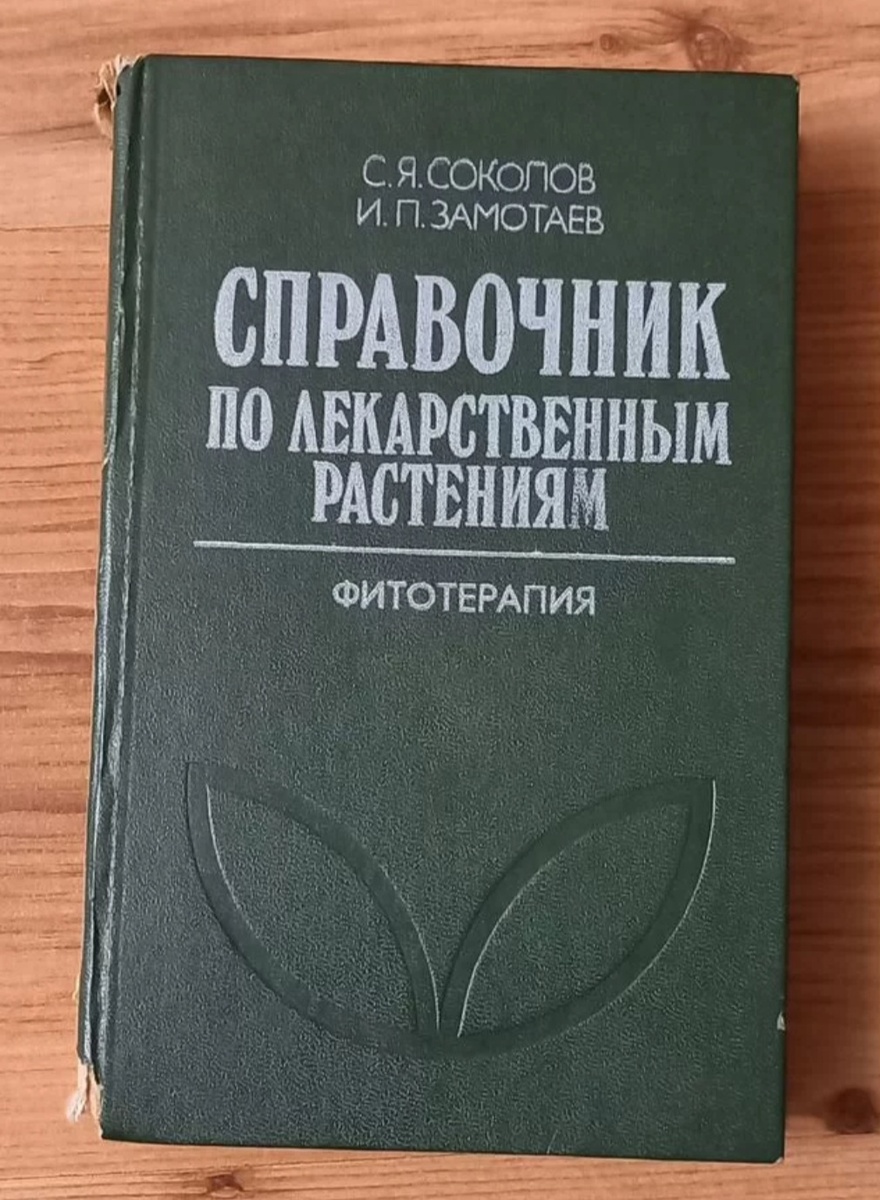 С.Я.СОКОЛОВ
И.П.ЗАМОТАЕВ
СПРАВОЧНИК
ПО ЛЕКАРСТВЕННЫМ
РАСТЕНИЯМ
ФИТОТЕРАПИЯ